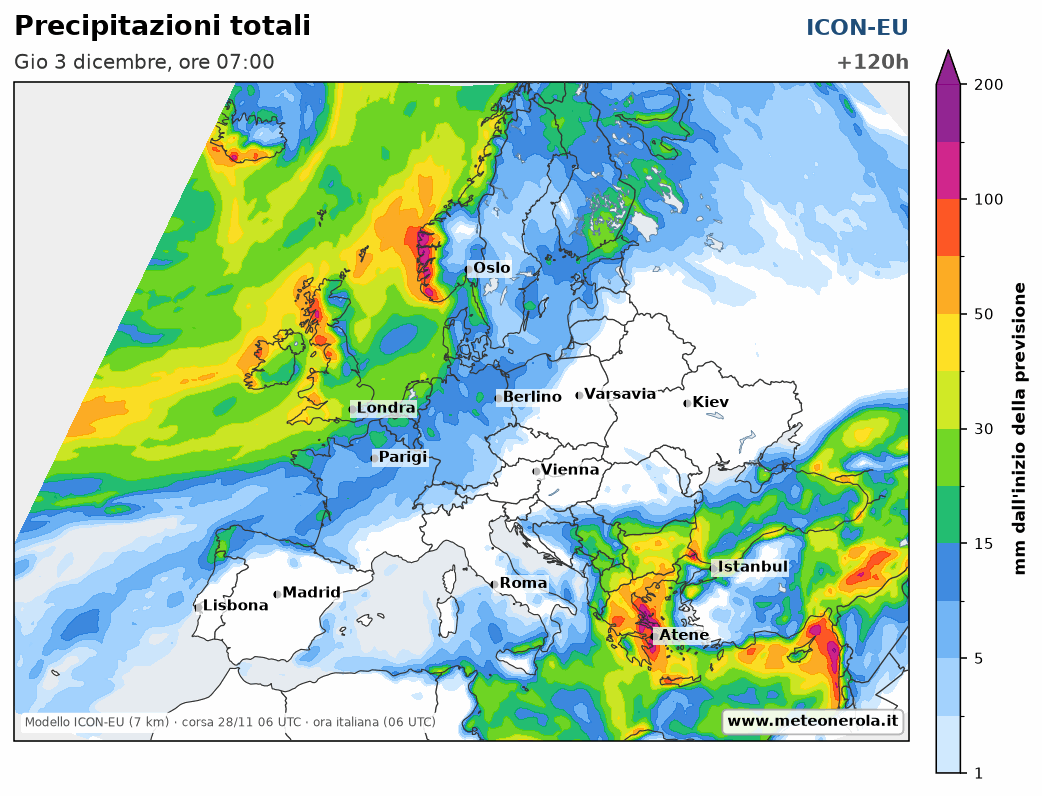 Precipitazioni totali
ICON-EU
Gio 3 dicembre, ore 07:00
+120h
200
100
50
30
15
5
1
mm dall'inizio della previsione
Oslo
Londra
Berlino
Varsavia
Kiev
Parigi
Vienna
Istanbul
Roma
Madrid
Lisbona
Atene
Modello ICON-EU (7 km) · corsa 28/11 06 UTC · ora italiana (06 UTC)
www.meteonerola.it